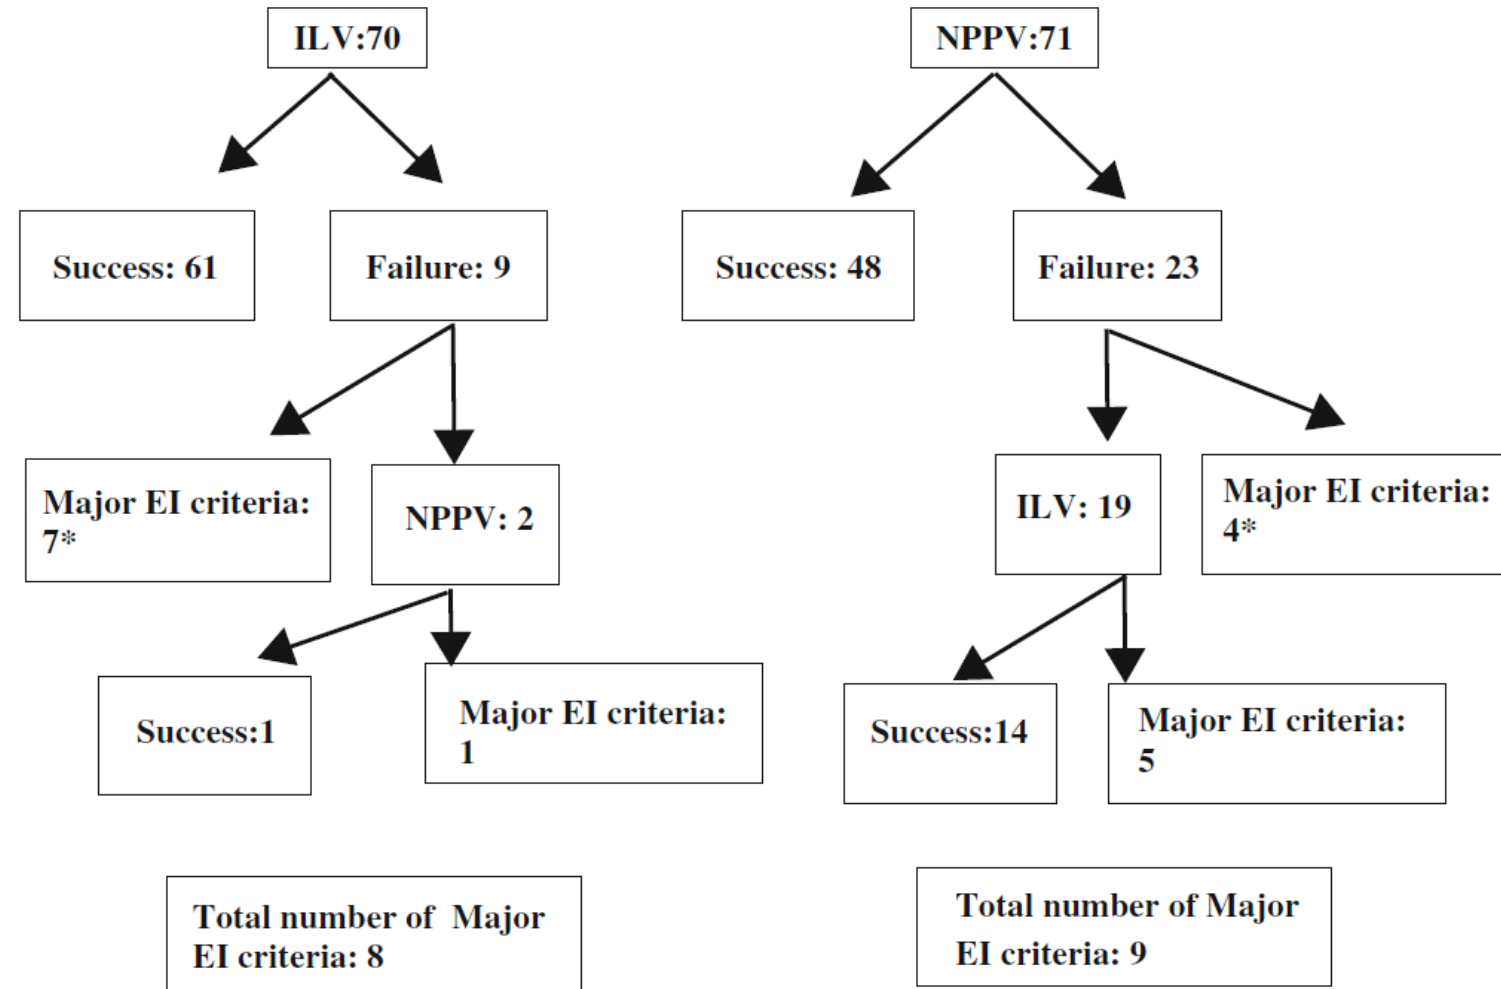 ILV:70
NPPV:71
Success: 61
Failure: 9
Success: 48
Failure: 23
Major EI criteria:
7*
NPPV: 2
ILV: 19
Major EI criteria:
4*
Success:1
Major EI criteria:
1
Success:14
Major EI criteria:
5
Total number of Major
EI criteria: 8
Total number of Major
EI criteria: 9